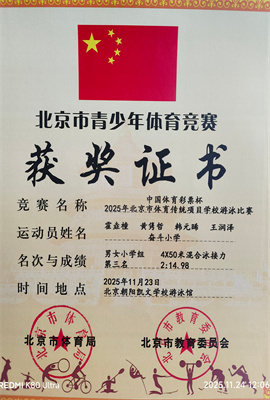 北京市青少年体育竞赛
获奖证书
竞赛名称 中国体育彩票杯
2025年北京市体育传统项目学校游泳比赛
运动员姓名 霍垚橦 黄隽哲 韩元晞 王润泽
奋斗小学
名次与成绩 男女小学组 4X50米混合泳接力
第三名 2:14.98
时间地点 2025年11月23日
北京朝阳凯文学校游泳馆
北京市体育局 北京市教育委员会
REDMI K80 Ultra
2025-11-24 12:06